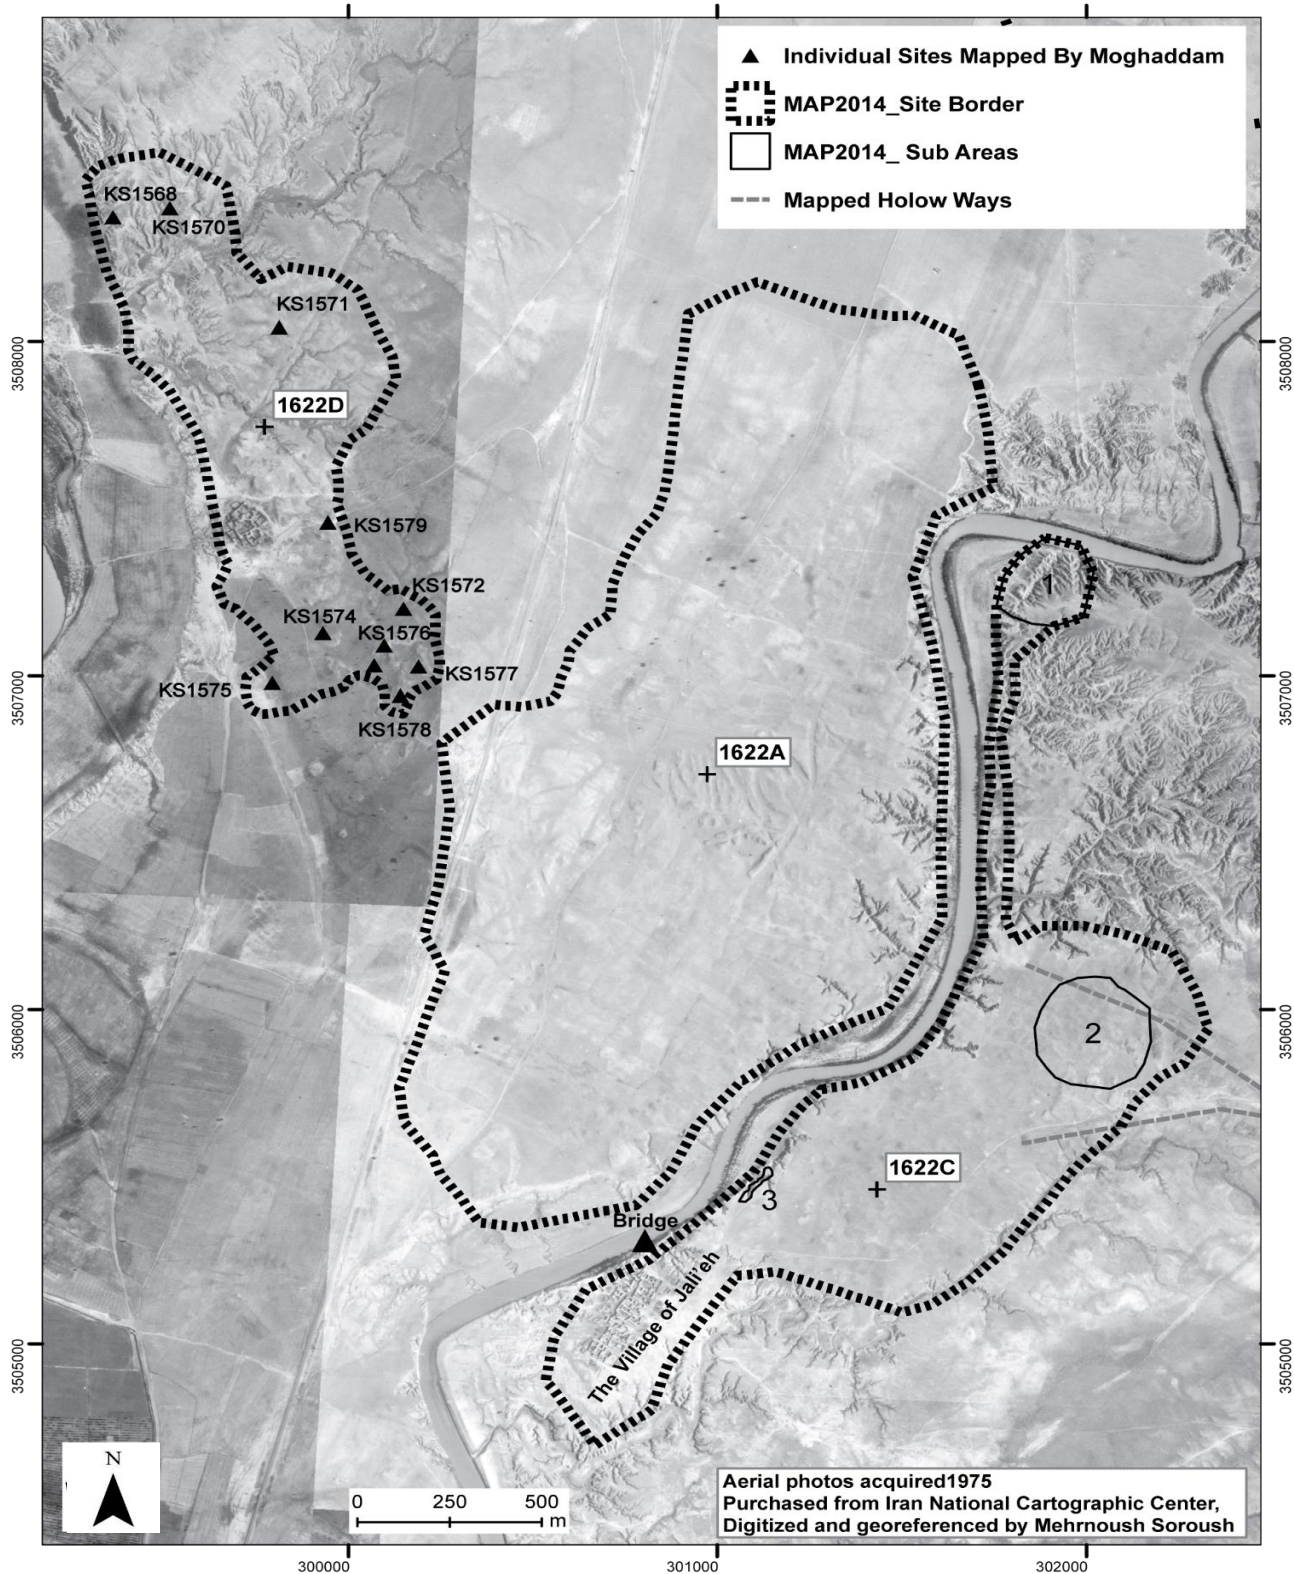 Individual Sites Mapped By Moghaddam
MAP2014_Site Border
MAP2014_ Sub Areas
Mapped Holow Ways
KS1568
KS1570
KS1571
1622D
KS1579
KS1572
KS1574
KS1576
KS1575
KS1577
KS1578
1622A
1
2
1622C
3
Bridge
The Village of Jali'eh
3508000
3507000
3506000
3505000
3508000
3507000
3506000
3505000
N
0 250 500
m
Aerial photos acquired1975
Purchased from Iran National Cartographic Center,
Digitized and georeferenced by Mehrnoush Soroush
300000
301000
302000